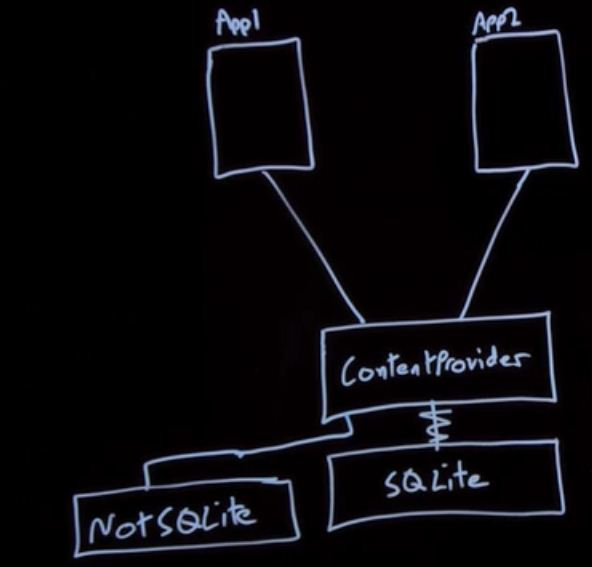 App1
App2
ContentProvider
SQLite
NotSQLite